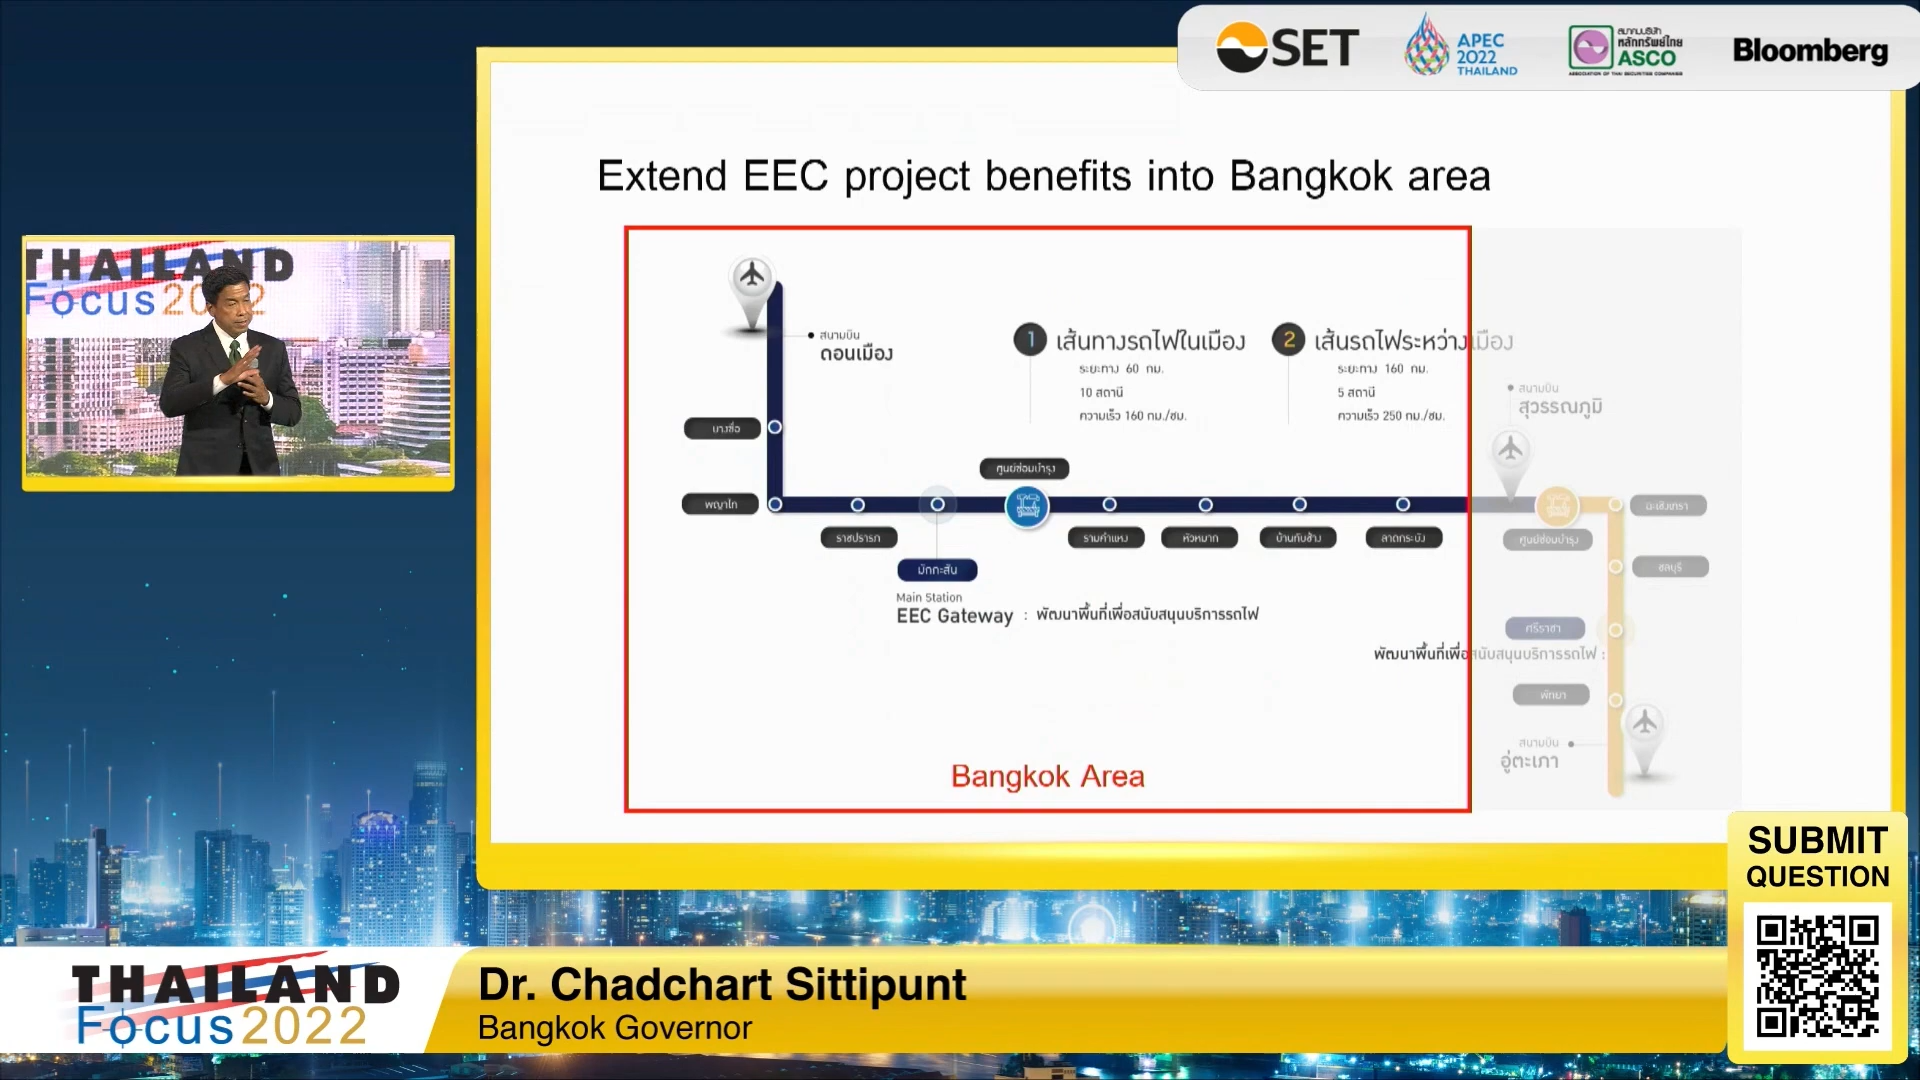 SET
APEC
2022
THAILAND
สมาคมบริษัท
หลักทรัพย์ไทย
ASCO
ASSOCIATION OF THAI SECURITIES COMPANIES
Bloomberg
THAILAND
Focus 2022
Extend EEC project benefits into Bangkok area
สนามบิน
ดอนเมือง
1 เส้นทางรถไฟในเมือง
ระยะทาง 60 กม.
10 สถานี
ความเร็ว 160 กม./ชม.
2 เส้นรถไฟระหว่างเมือง
ระยะทาง 160 กม.
5 สถานี
ความเร็ว 250 กม./ชม.
สนามบิน
สุวรรณภูมิ
บางซื่อ
ศูนย์ซ่อมบำรุง
พญาไท
ราชปรารภ
รามคำแหง
หัวหมาก
บ้านทับช้าง
ลาดกระบัง
ศูนย์ซ่อมบำรุง
ฉะเชิงเทรา
ชลบุรี
มักกะสัน
Main Station
EEC Gateway : พัฒนาพื้นที่เพื่อสนับสนุนบริการรถไฟ
ศรีราชา
พัฒนาพื้นที่เพื่อสนับสนุนบริการรถไฟ :
พัทยา
สนามบิน
อู่ตะเภา
Bangkok Area
SUBMIT
QUESTION
THAILAND
Focus 2022
Dr. Chadchart Sittipunt
Bangkok Governor